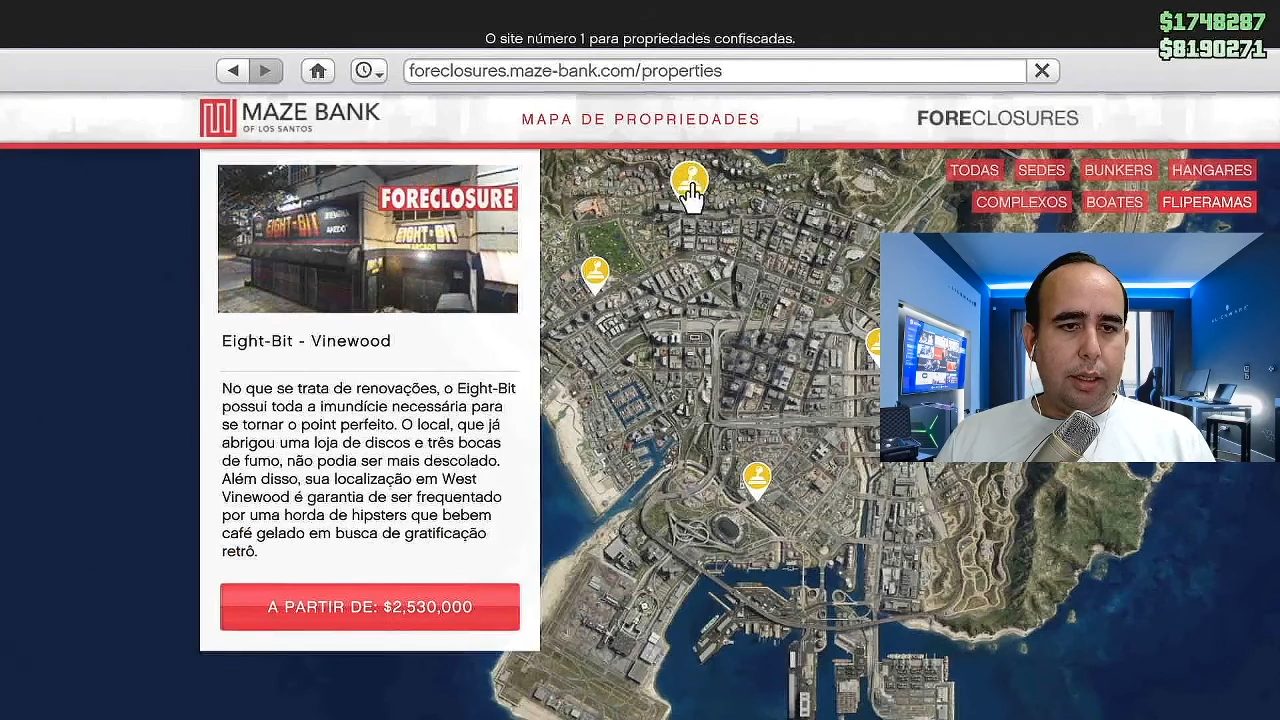 $1748287
$8190271
O site número 1 para propriedades confiscadas.
foreclosures.maze-bank.com/properties
MAZE BANK
OF LOS SANTOS
MAPA DE PROPRIEDADES
FORECLOSURES
TODAS SEDES BUNKERS HANGARES
COMPLEXOS BOATES FLIPERAMAS
FORECLOSURE
EIGHT-BIT
EIGHT-BIT
Eight-Bit - Vinewood
No que se trata de renovações, o Eight-Bit
possui toda a imundície necessária para
se tornar o point perfeito. O local, que já
abrigou uma loja de discos e três bocas
de fumo, não podia ser mais descolado.
Além disso, sua localização em West
Vinewood é garantia de ser frequentado
por uma horda de hipsters que bebem
café gelado em busca de gratificação
retrô.
A PARTIR DE: $2,530,000